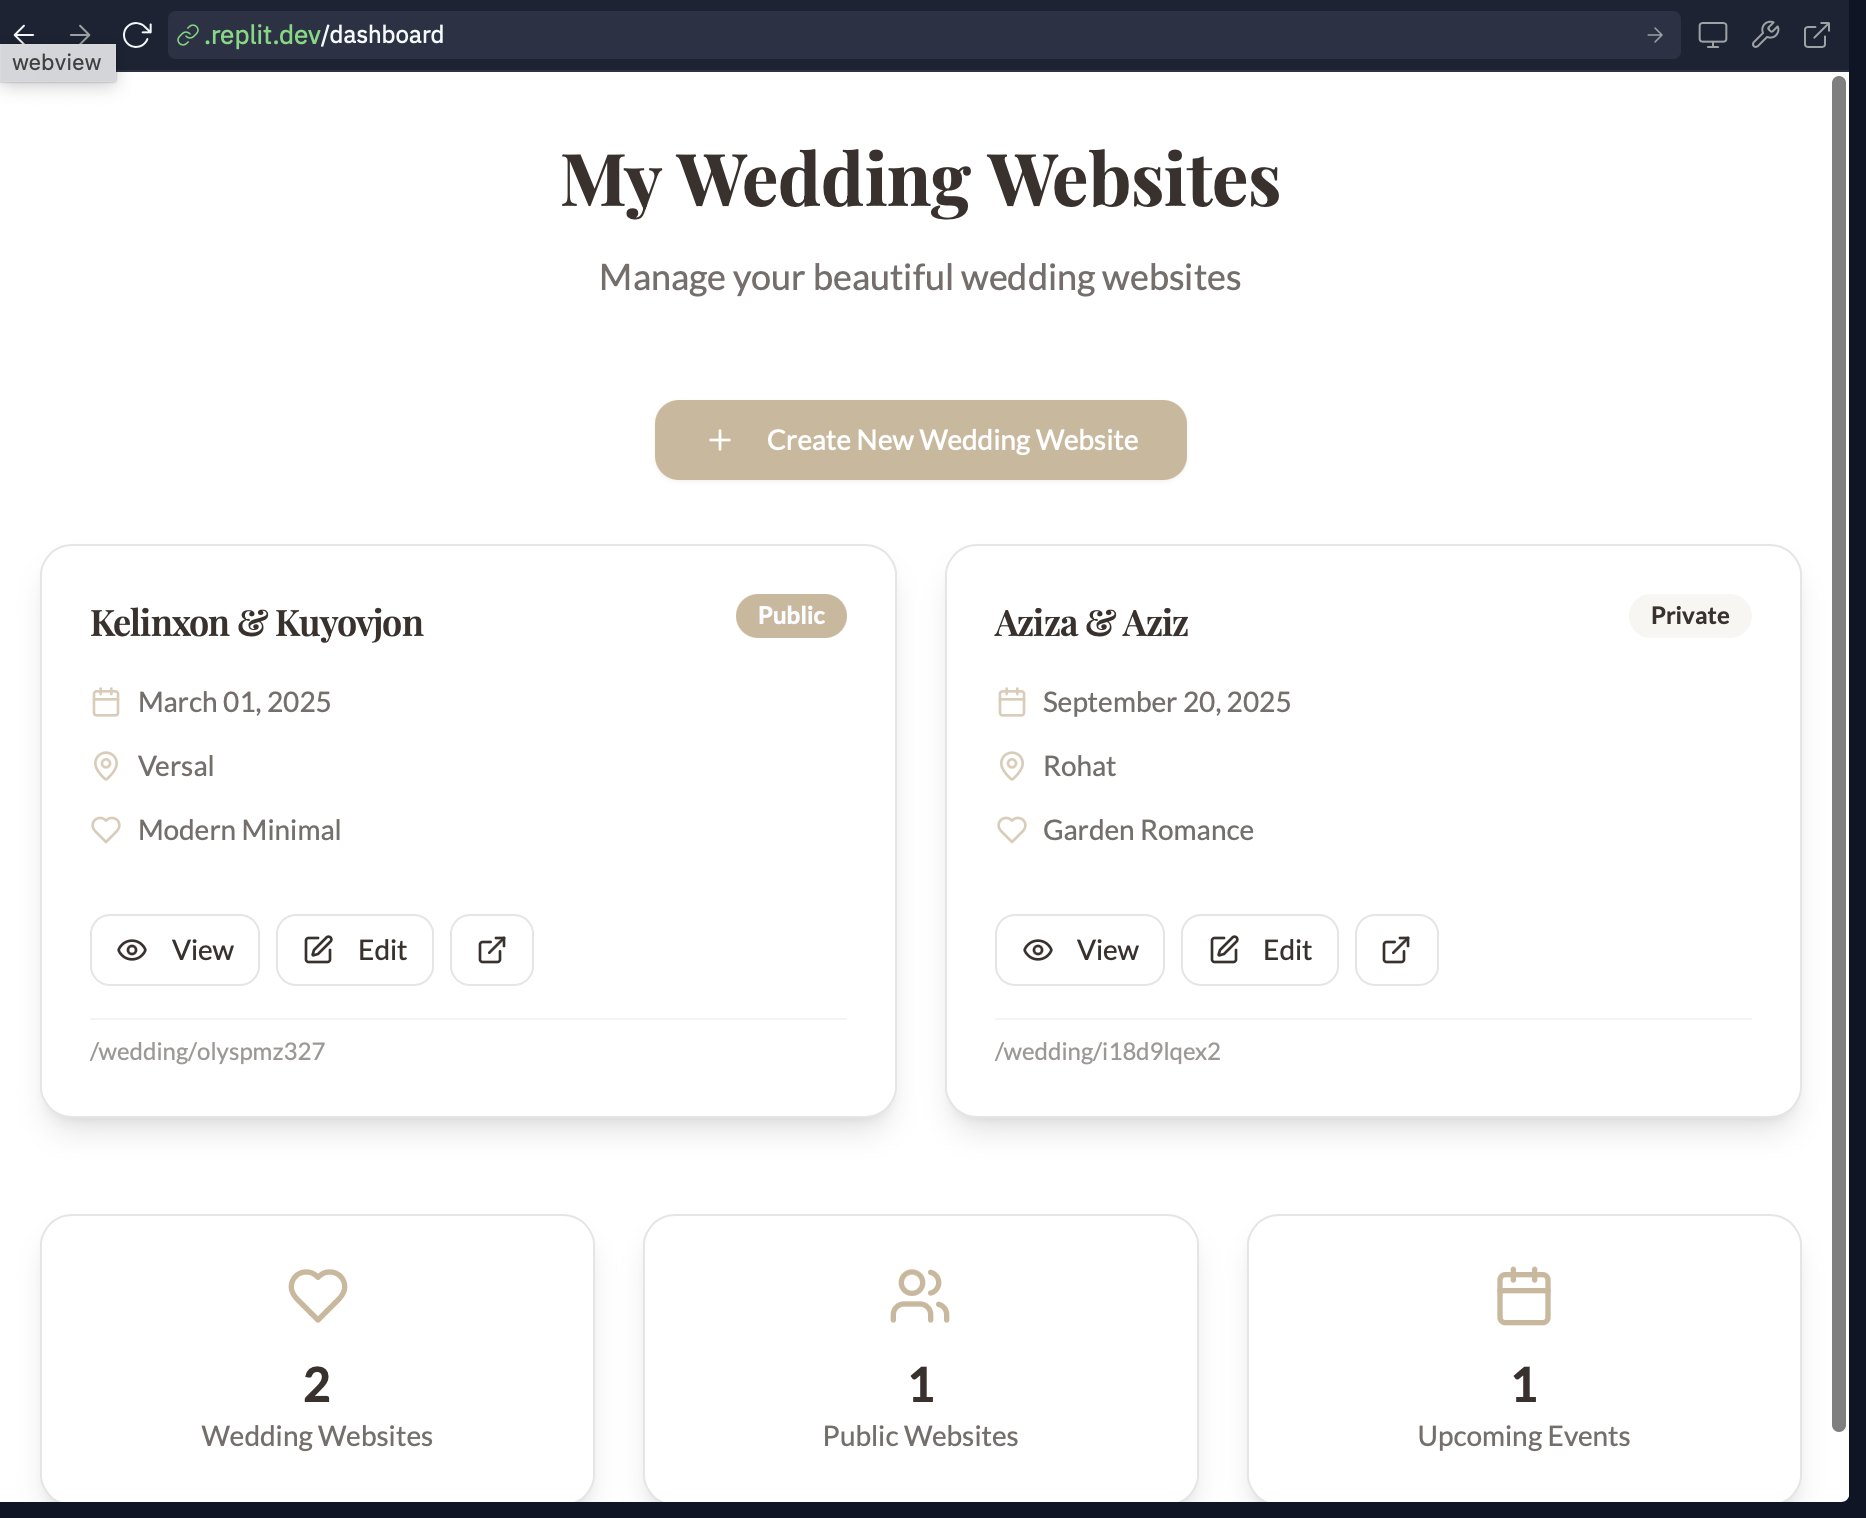 .replit.dev/dashboard
webview
My Wedding Websites
Manage your beautiful wedding websites
+ Create New Wedding Website
Kelinxon & Kuyovjon
Public
March 01, 2025
Versal
Modern Minimal
View
Edit
/wedding/olyspmz327
Aziza & Aziz
Private
September 20, 2025
Rohat
Garden Romance
View
Edit
/wedding/i18d9lqex2
2
Wedding Websites
1
Public Websites
1
Upcoming Events